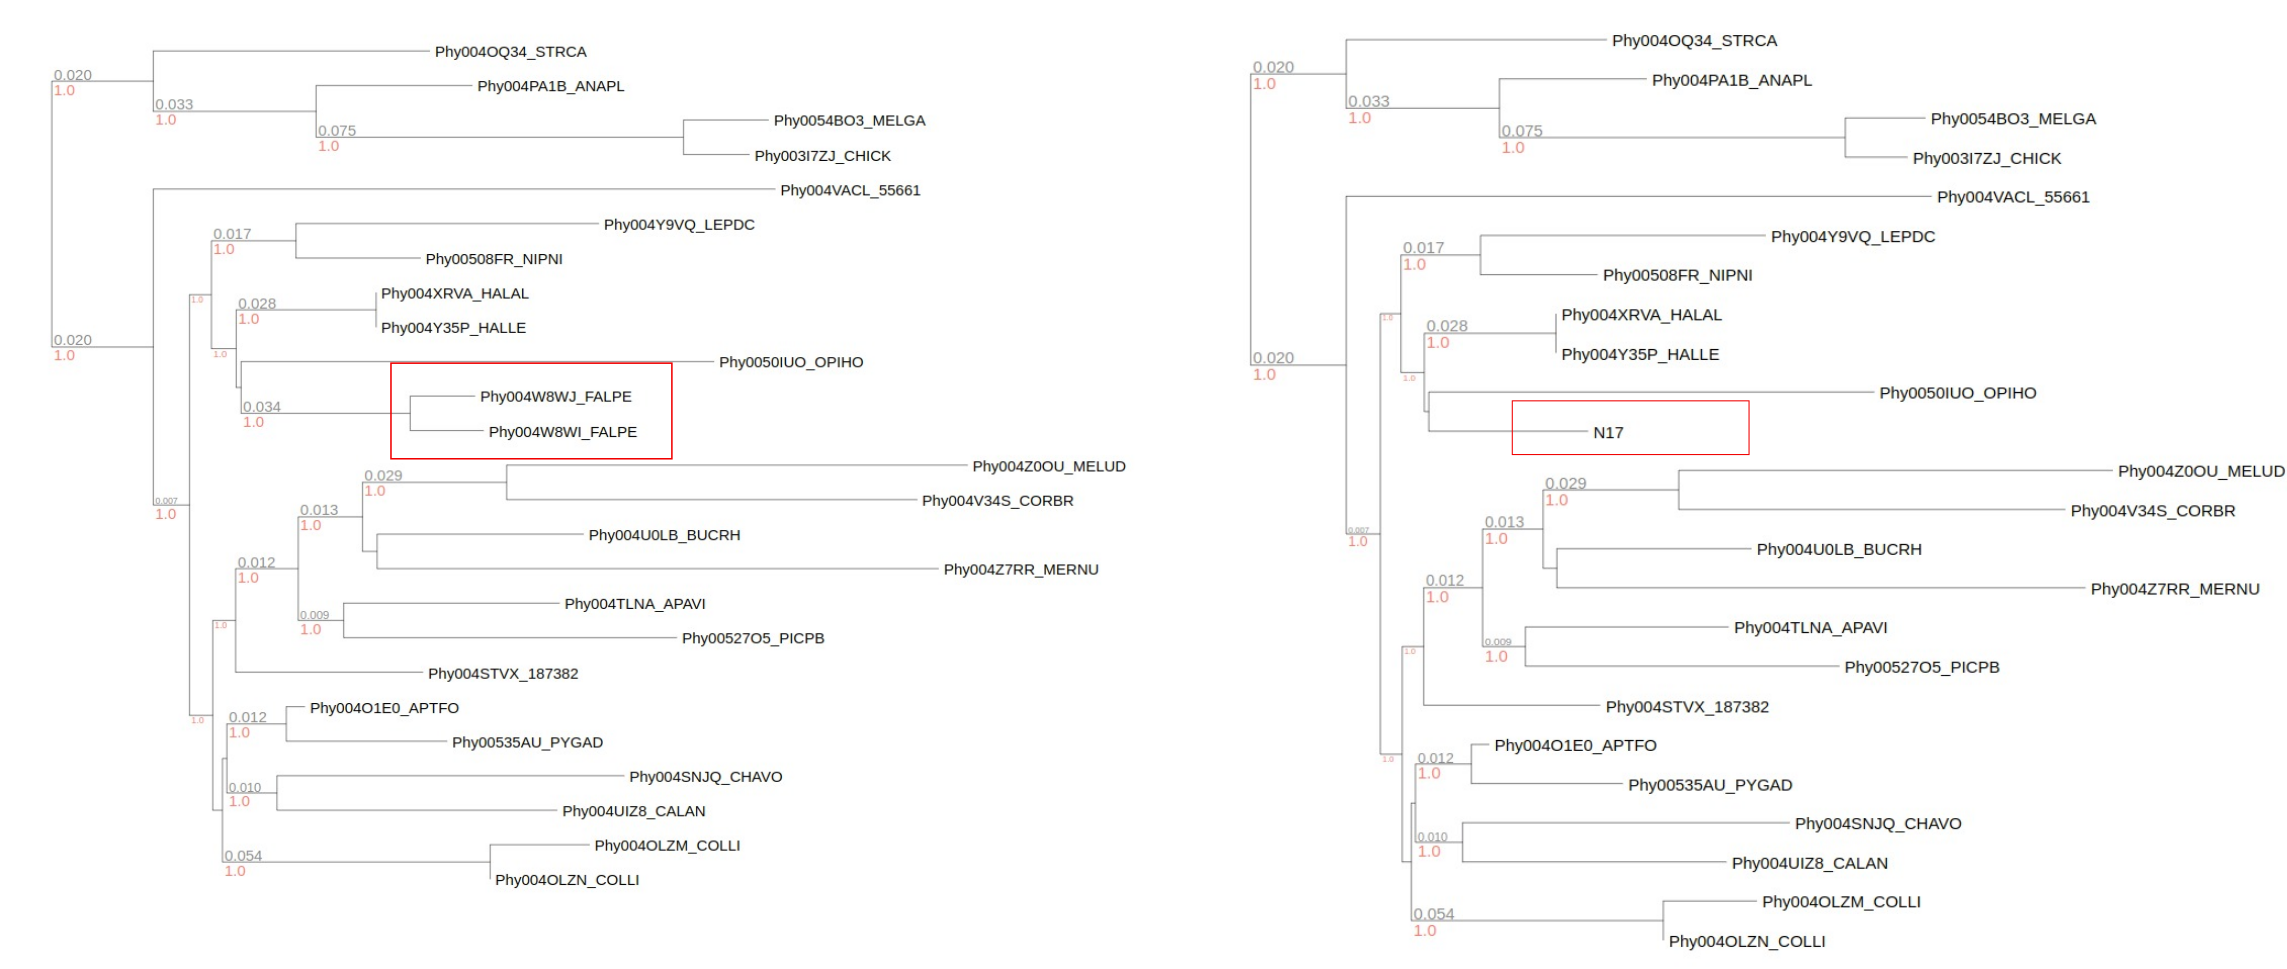 Phy004OQ34_STRCA
0.020
1.0
Phy004PA1B_ANAPL
0.033
1.0
Phy0054BO3_MELGA
0.075
1.0
Phy003I7ZJ_CHICK
Phy004VACL_55661
Phy004Y9VQ_LEPDC
0.017
1.0
Phy00508FR_NIPNI
Phy004XRVA_HALAL
1.0
0.028
1.0
Phy004Y35P_HALLE
0.020
1.0
1.0
Phy0050IUO_OPIHO
Phy004W8WJ_FALPE
0.034
1.0
Phy004W8WI_FALPE
Phy004Z0OU_MELUD
0.029
1.0
0.007
1.0
Phy004V34S_CORBR
0.013
1.0
Phy004U0LB_BUCRH
0.012
1.0
Phy004Z7RR_MERNU
Phy004TLNA_APAVI
0.009
1.0
1.0
Phy00527O5_PICPB
Phy004STVX_187382
Phy004O1E0_APTFO
1.0
0.012
1.0
Phy00535AU_PYGAD
Phy004SNJQ_CHAVO
0.010
1.0
Phy004UIZ8_CALAN
Phy004OLZM_COLLI
0.054
1.0
Phy004OLZN_COLLI
Phy004OQ34_STRCA
0.020
1.0
Phy004PA1B_ANAPL
0.033
1.0
Phy0054BO3_MELGA
0.075
1.0
Phy003I7ZJ_CHICK
Phy004VACL_55661
Phy004Y9VQ_LEPDC
0.017
1.0
Phy00508FR_NIPNI
Phy004XRVA_HALAL
1.0
0.028
1.0
Phy004Y35P_HALLE
0.020
1.0
1.0
Phy0050IUO_OPIHO
N17
Phy004Z0OU_MELUD
0.029
1.0
Phy004V34S_CORBR
0.007
1.0
0.013
1.0
Phy004U0LB_BUCRH
0.012
1.0
Phy004Z7RR_MERNU
Phy004TLNA_APAVI
0.009
1.0
1.0
Phy00527O5_PICPB
Phy004STVX_187382
Phy004O1E0_APTFO
1.0
0.012
1.0
Phy00535AU_PYGAD
Phy004SNJQ_CHAVO
0.010
1.0
Phy004UIZ8_CALAN
Phy004OLZM_COLLI
0.054
1.0
Phy004OLZN_COLLI